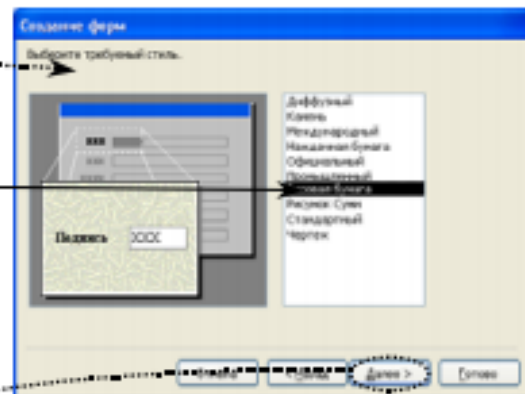 Создание форм
Выберите требуемый стиль.
Диффузный
Камень
Международный
Наждачная бумага
Официальный
Промышленный
Рисовая бумага
Рисунок Суми
Стандартный
Чертеж
Подпись XXXX
Отмена < Назад Далее > Готово